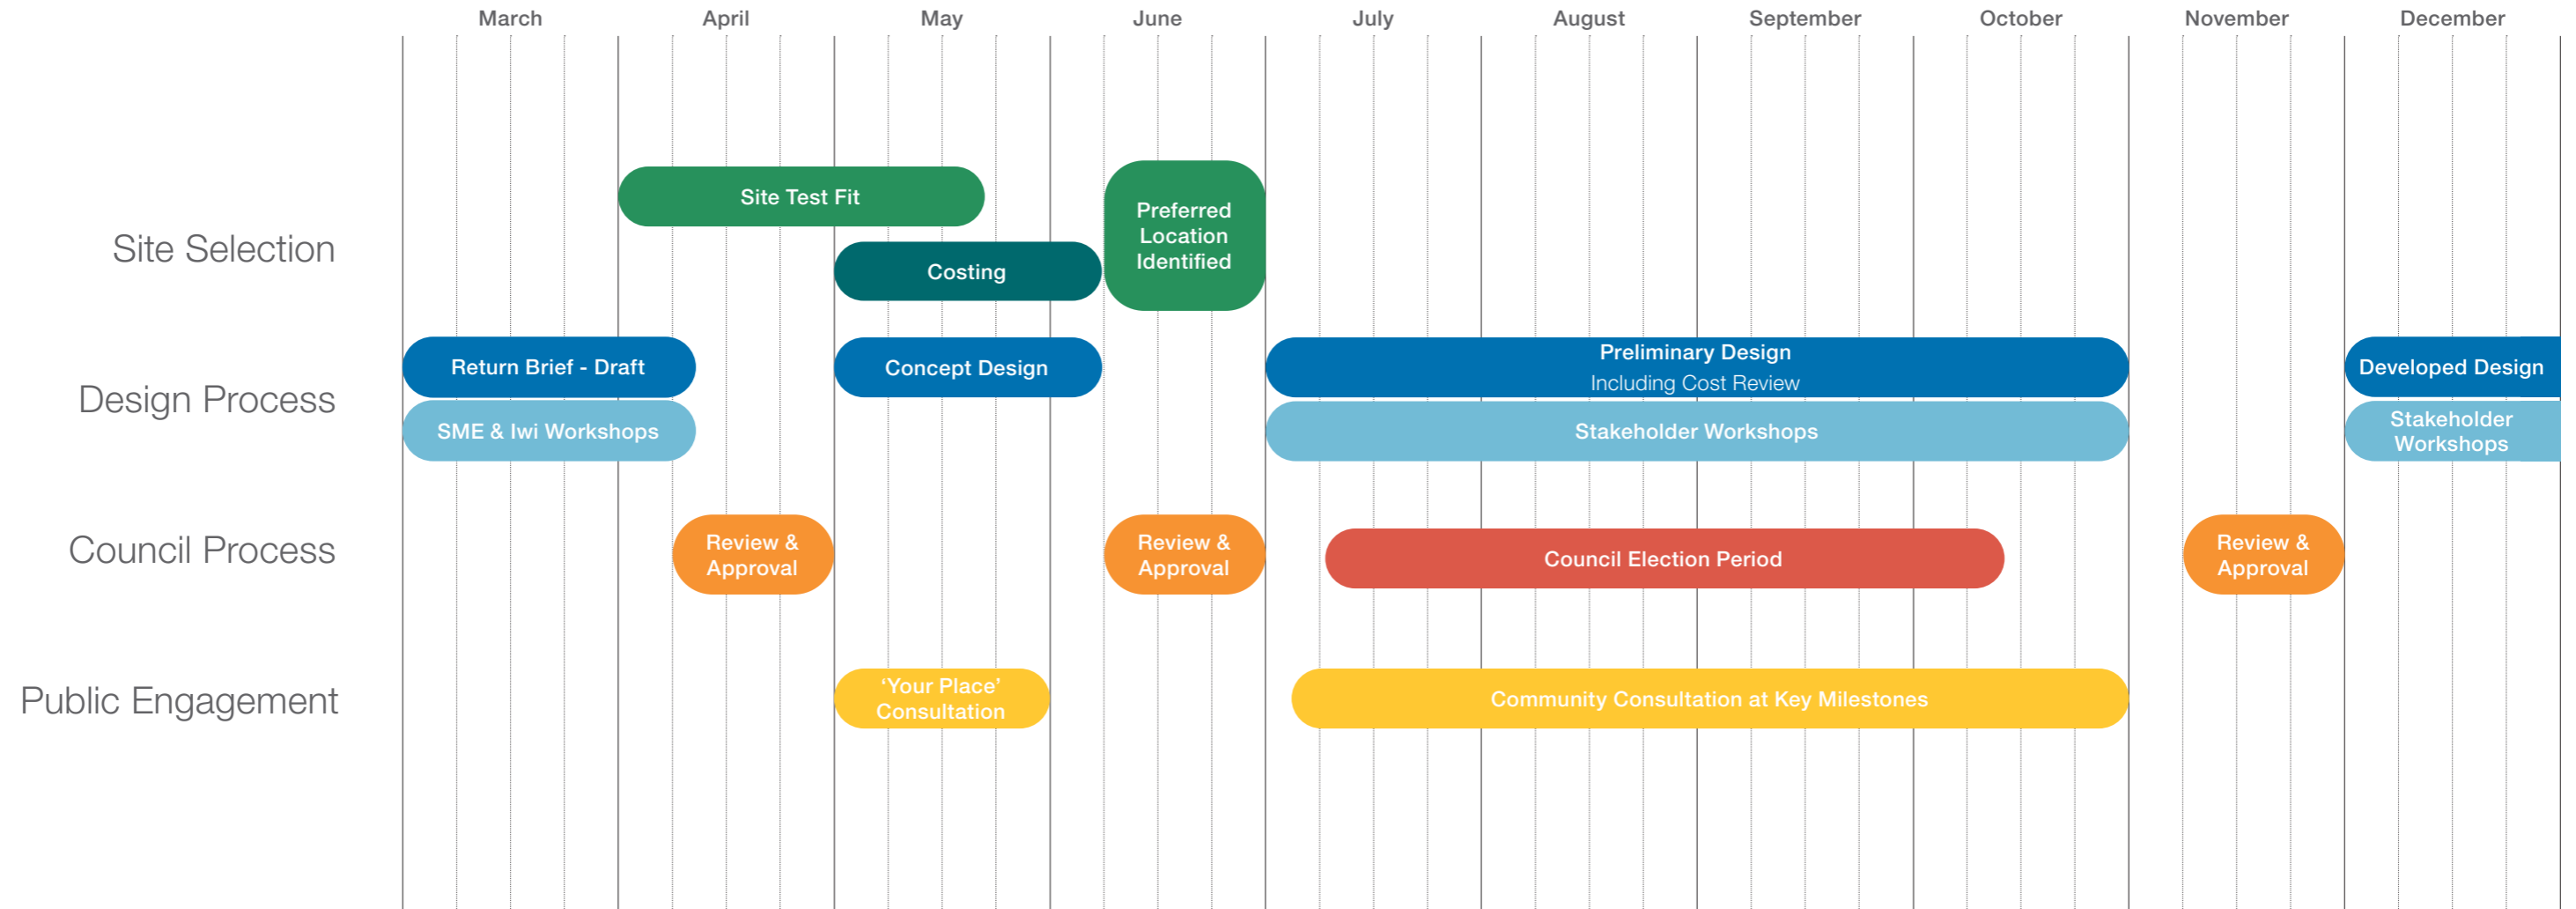 March April May June July August September October November December
Site Selection
Site Test Fit
Costing
Preferred
Location
Identified
Design Process
Return Brief - Draft
SME & Iwi Workshops
Concept Design
Preliminary Design
Including Cost Review
Stakeholder Workshops
Developed Design
Stakeholder
Workshops
Council Process
Review &
Approval
Review &
Approval
Council Election Period
Review &
Approval
Public Engagement
‘Your Place’
Consultation
Community Consultation at Key Milestones